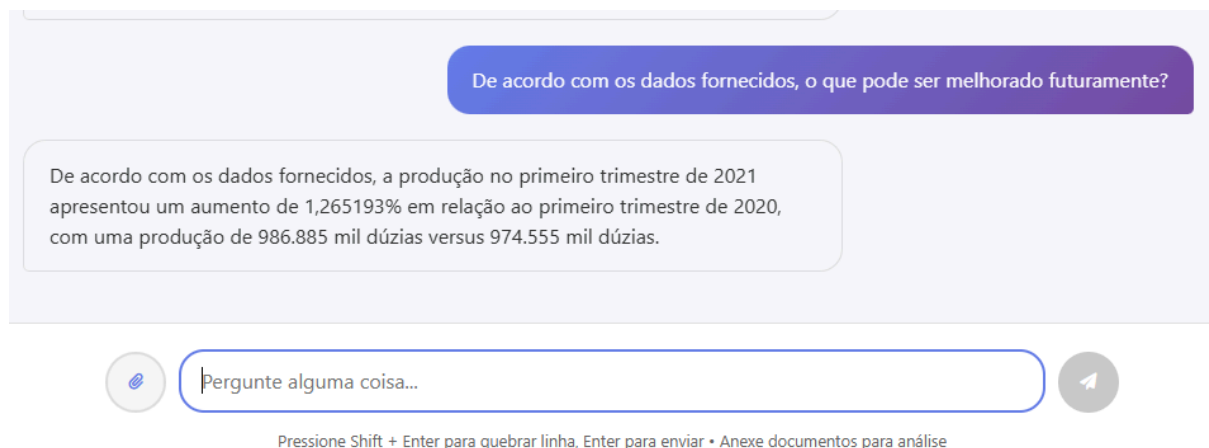 De acordo com os dados fornecidos, o que pode ser melhorado futuramente?
De acordo com os dados fornecidos, a produção no primeiro trimestre de 2021
apresentou um aumento de 1,265193% em relação ao primeiro trimestre de 2020,
com uma produção de 986.885 mil dúzias versus 974.555 mil dúzias.
Pergunte alguma coisa...
Pressione Shift + Enter para quebrar linha, Enter para enviar • Anexe documentos para análise